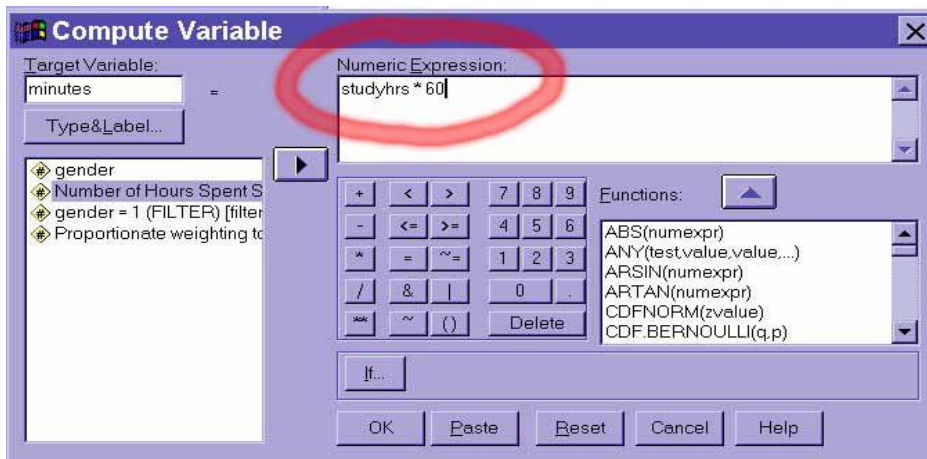 Compute Variable
Target Variable:
minutes
=
Type&Label...
gender
Number of Hours Spent S
gender = 1 (FILTER) [filter
Proportionate weighting to
Numeric Expression:
studyhrs * 60
+ < > 7 8 9
- <= >= 4 5 6
* = ~= 1 2 3
/ & | 0 .
** ~ () Delete
Functions:
ABS(numexpr)
ANY(test,value,value,...)
ARSIN(numexpr)
ARTAN(numexpr)
CDFNORM(zvalue)
CDF.BERNOULLI(q,p)
If...
OK Paste Reset Cancel Help